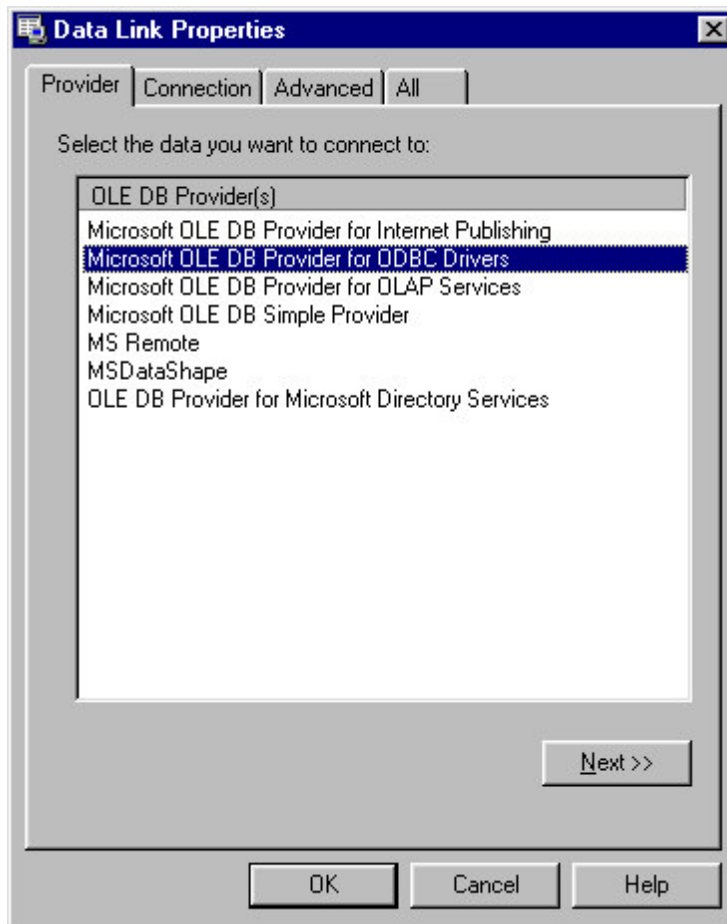 Data Link Properties
Provider Connection Advanced All
Select the data you want to connect to:
OLE DB Provider(s)
Microsoft OLE DB Provider for Internet Publishing
Microsoft OLE DB Provider for ODBC Drivers
Microsoft OLE DB Provider for OLAP Services
Microsoft OLE DB Simple Provider
MS Remote
MSDataShape
OLE DB Provider for Microsoft Directory Services
Next >>
OK Cancel Help